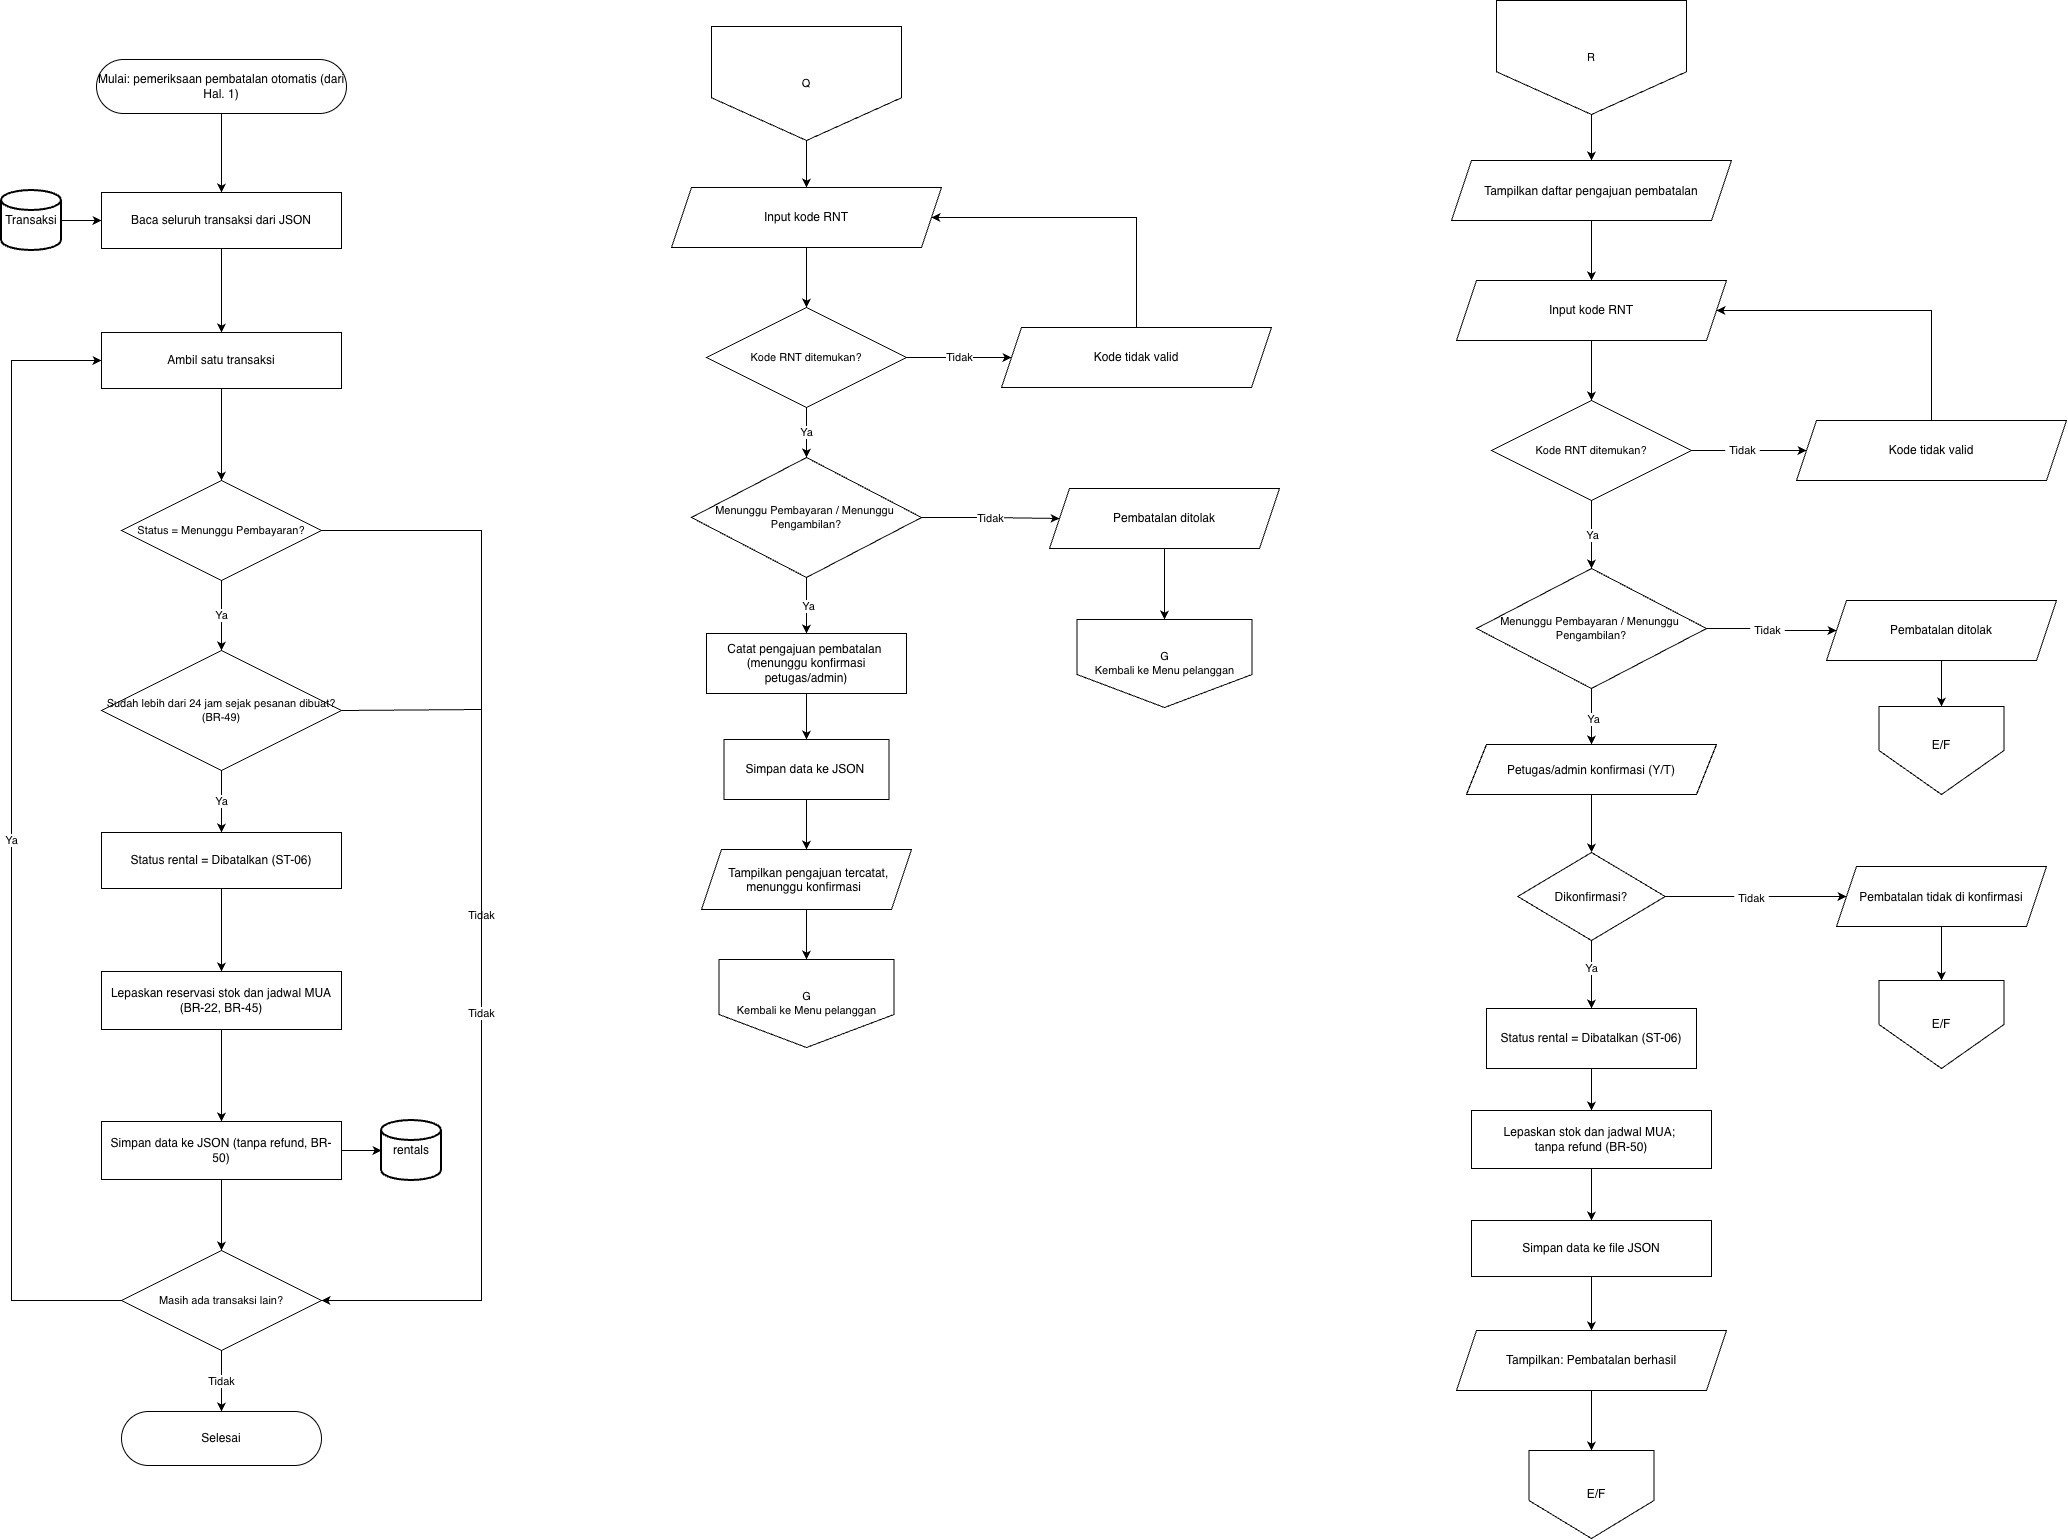 Mulai: pemeriksaan pembatalan otomatis (dari
Hal. 1)
Transaksi
Baca seluruh transaksi dari JSON
Ambil satu transaksi
Status = Menunggu Pembayaran?
Ya
Sudah lebih dari 24 jam sejak pesanan dibuat?
(BR-49)
Ya
Ya
Status rental = Dibatalkan (ST-06)
Tidak
Lepaskan reservasi stok dan jadwal MUA
(BR-22, BR-45)
Tidak
Simpan data ke JSON (tanpa refund, BR-
50)
rentals
Masih ada transaksi lain?
Tidak
Selesai
Q
Input kode RNT
Kode RNT ditemukan?
Tidak
Kode tidak valid
Ya
Menunggu Pembayaran / Menunggu
Pengambilan?
Tidak
Pembatalan ditolak
Ya
G
Kembali ke Menu pelanggan
Catat pengajuan pembatalan
(menunggu konfirmasi
petugas/admin)
Simpan data ke JSON
Tampilkan pengajuan tercatat,
menunggu konfirmasi
G
Kembali ke Menu pelanggan
R
Tampilkan daftar pengajuan pembatalan
Input kode RNT
Kode RNT ditemukan?
Tidak
Kode tidak valid
Ya
Menunggu Pembayaran / Menunggu
Pengambilan?
Tidak
Pembatalan ditolak
Ya
E/F
Petugas/admin konfirmasi (Y/T)
Dikonfirmasi?
Tidak
Pembatalan tidak di konfirmasi
Ya
E/F
Status rental = Dibatalkan (ST-06)
Lepaskan stok dan jadwal MUA;
tanpa refund (BR-50)
Simpan data ke file JSON
Tampilkan: Pembatalan berhasil
E/F